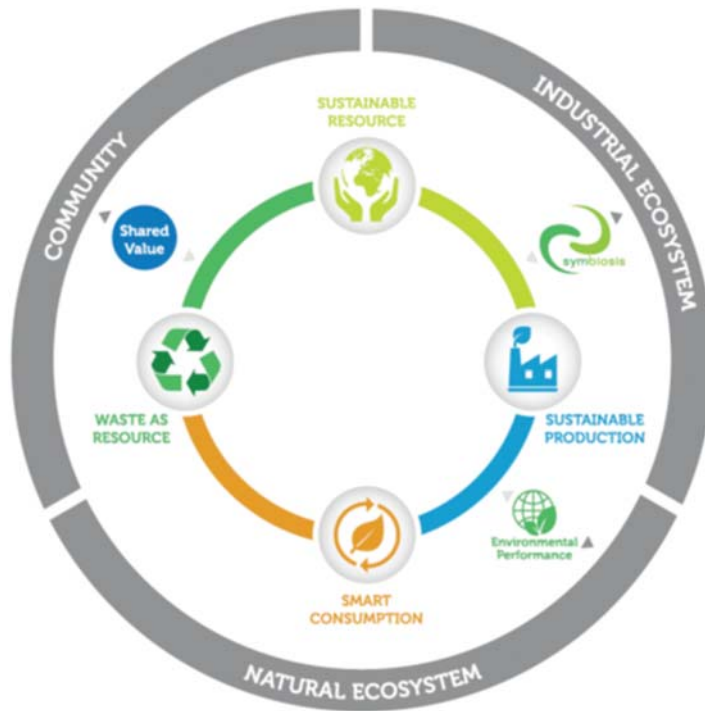 COMMUNITY
INDUSTRIAL ECOSYSTEM
SUSTAINABLE
RESOURCE
Shared
Value
symbiosis
WASTE AS
RESOURCE
SUSTAINABLE
PRODUCTION
Environmental
Performance
SMART
CONSUMPTION
NATURAL ECOSYSTEM